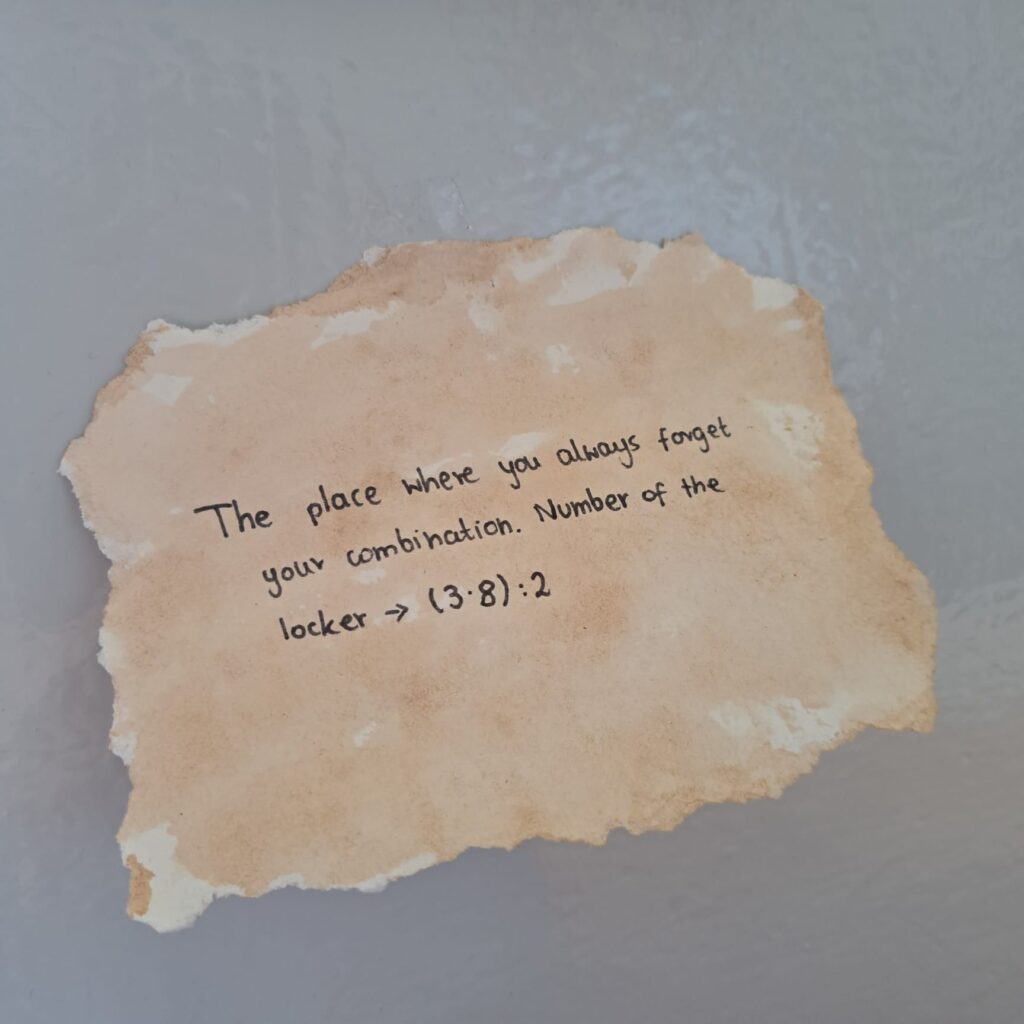 The place where you always forget
your combination. Number of the
locker → (3·8):2